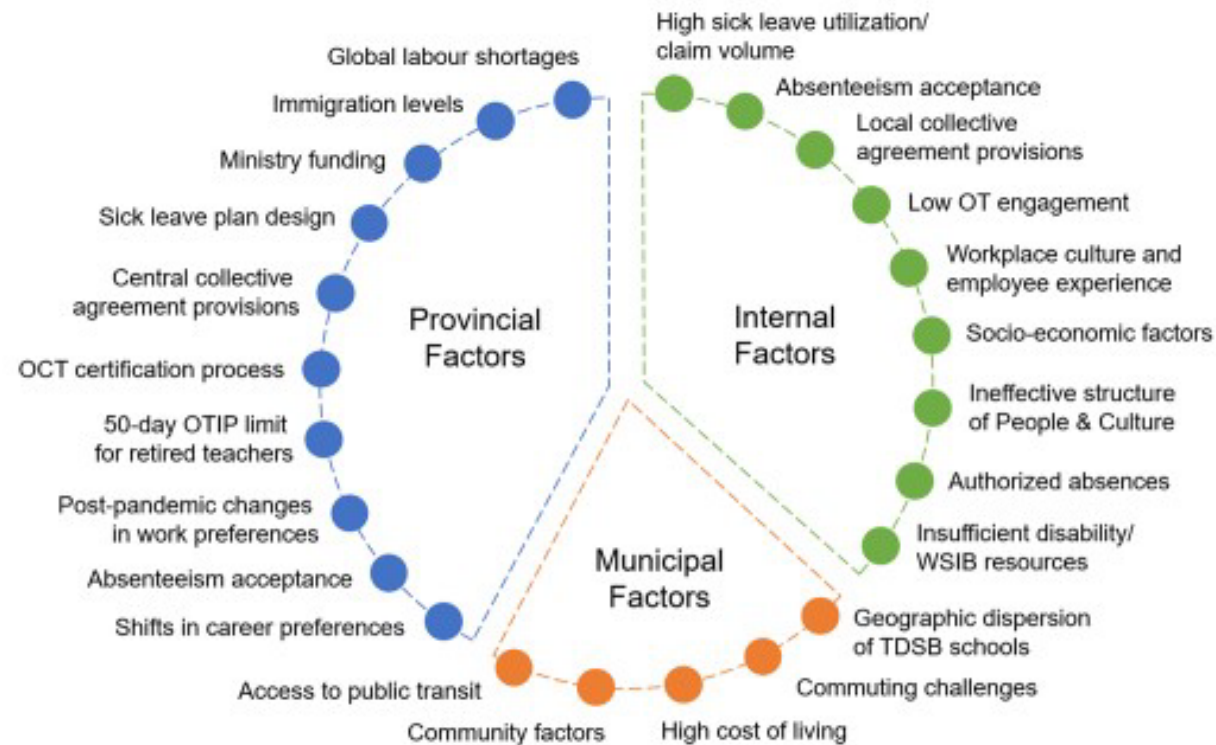 Global labour shortages
Immigration levels
Ministry funding
Sick leave plan design
Central collective
agreement provisions
OCT certification process
50-day OTIP limit
for retired teachers
Post-pandemic changes
in work preferences
Absenteeism acceptance
Shifts in career preferences
Provincial
Factors
High sick leave utilization/
claim volume
Absenteeism acceptance
Local collective
agreement provisions
Low OT engagement
Workplace culture and
employee experience
Socio-economic factors
Ineffective structure
of People & Culture
Authorized absences
Insufficient disability/
WSIB resources
Internal
Factors
Municipal
Factors
Geographic dispersion
of TDSB schools
Commuting challenges
High cost of living
Community factors
Access to public transit